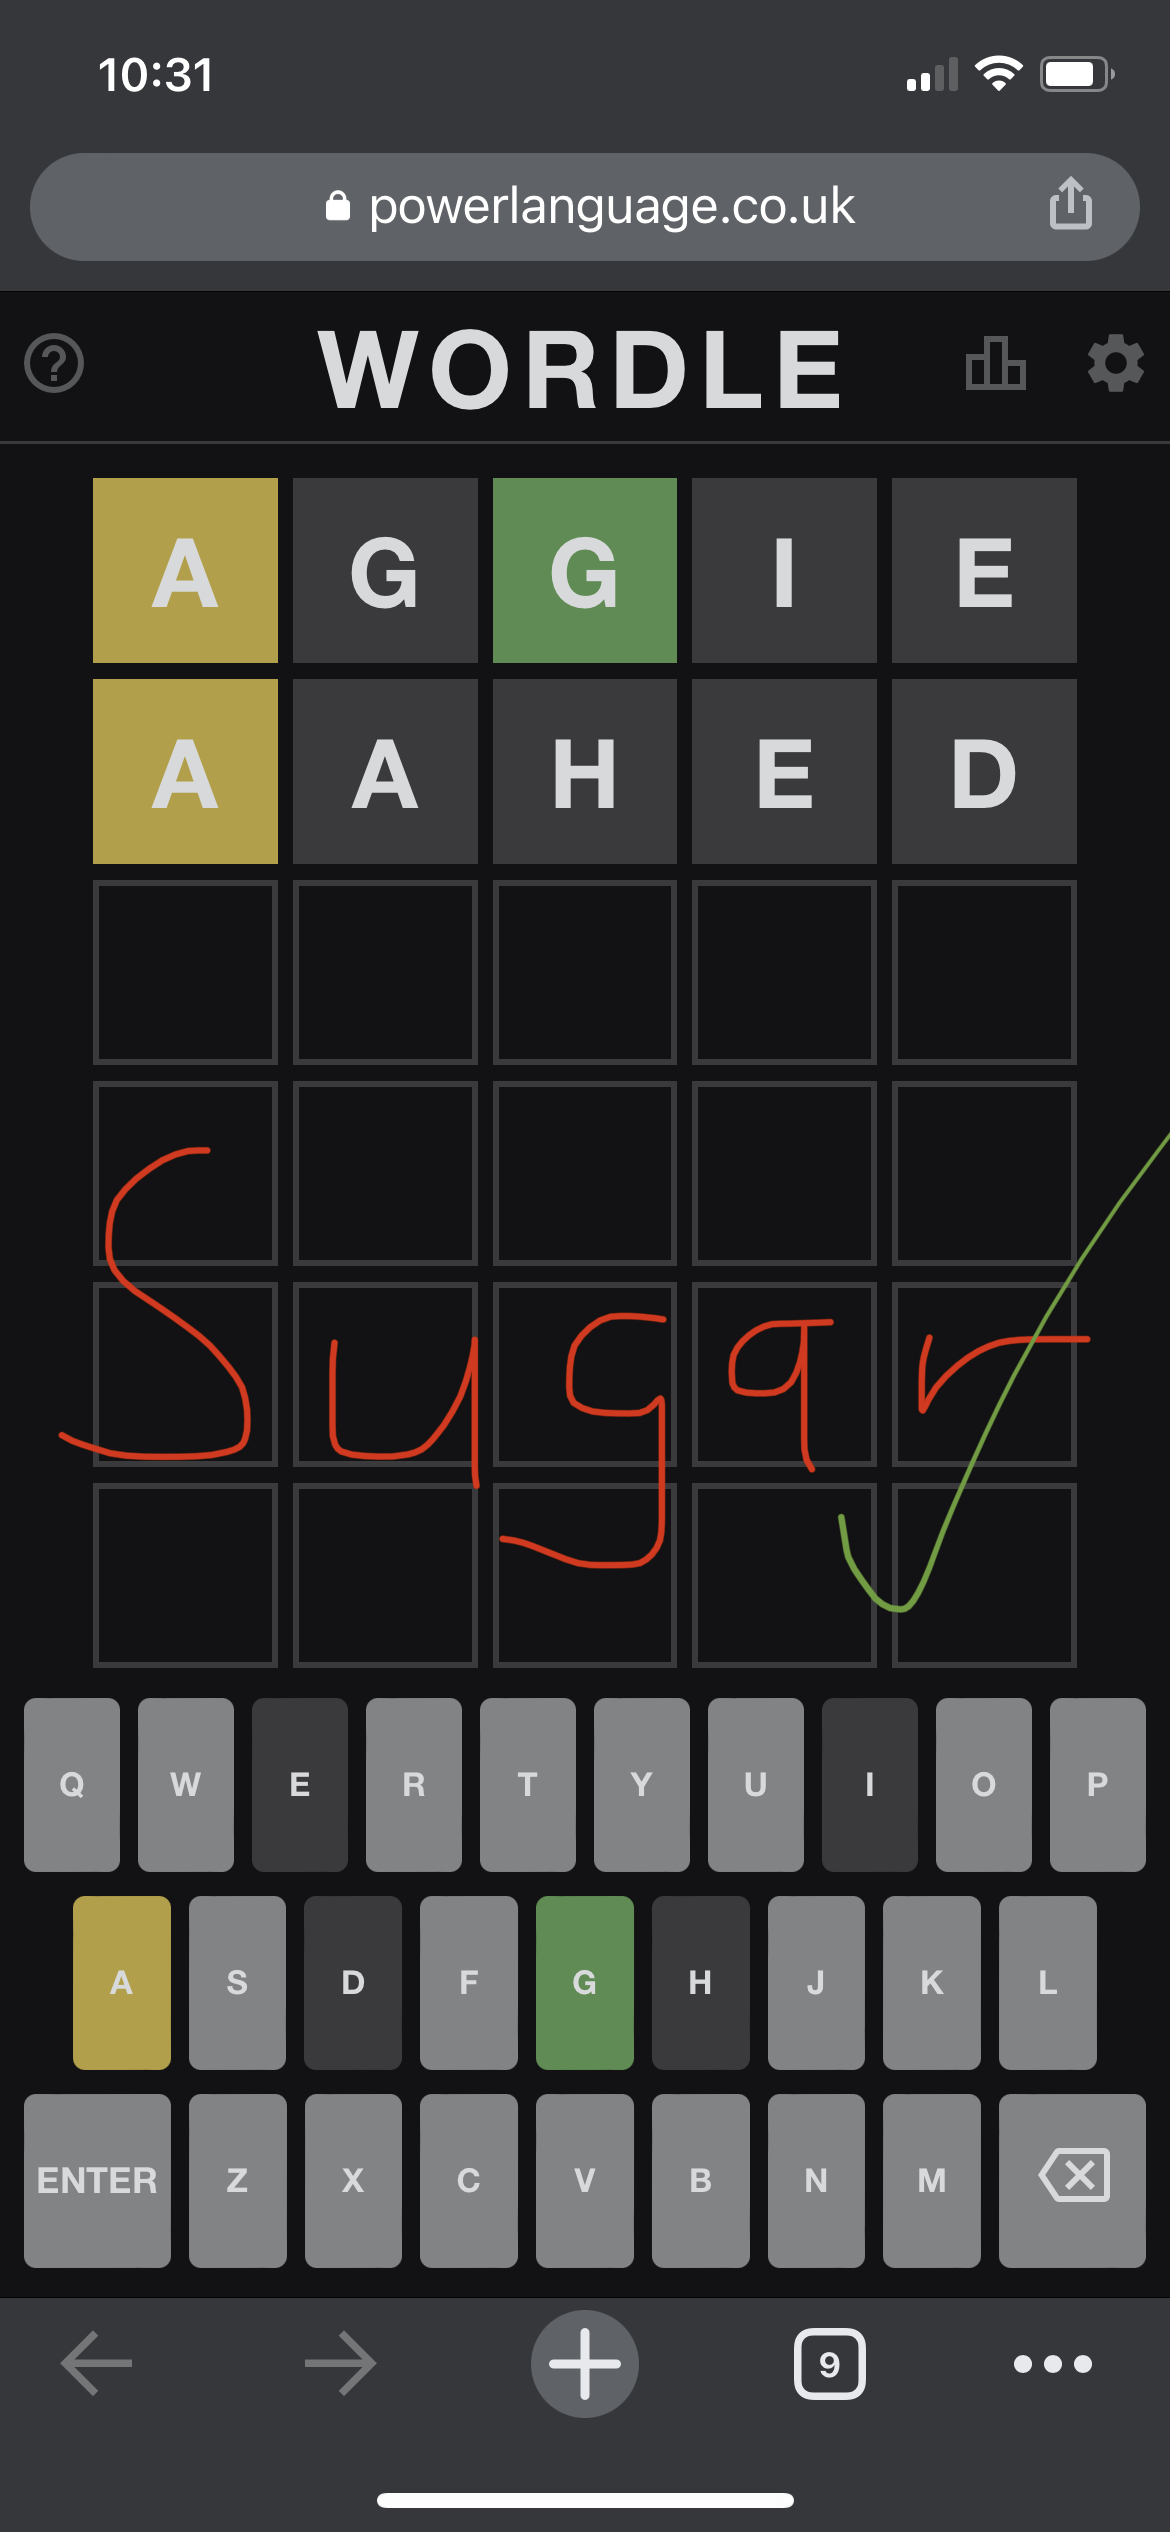 10:31
powerlanguage.co.uk
WORDLE
A G G I E
A A H E D
Sugar
Q W E R T Y U I O P
A S D F G H J K L
ENTER Z X C V B N M
9